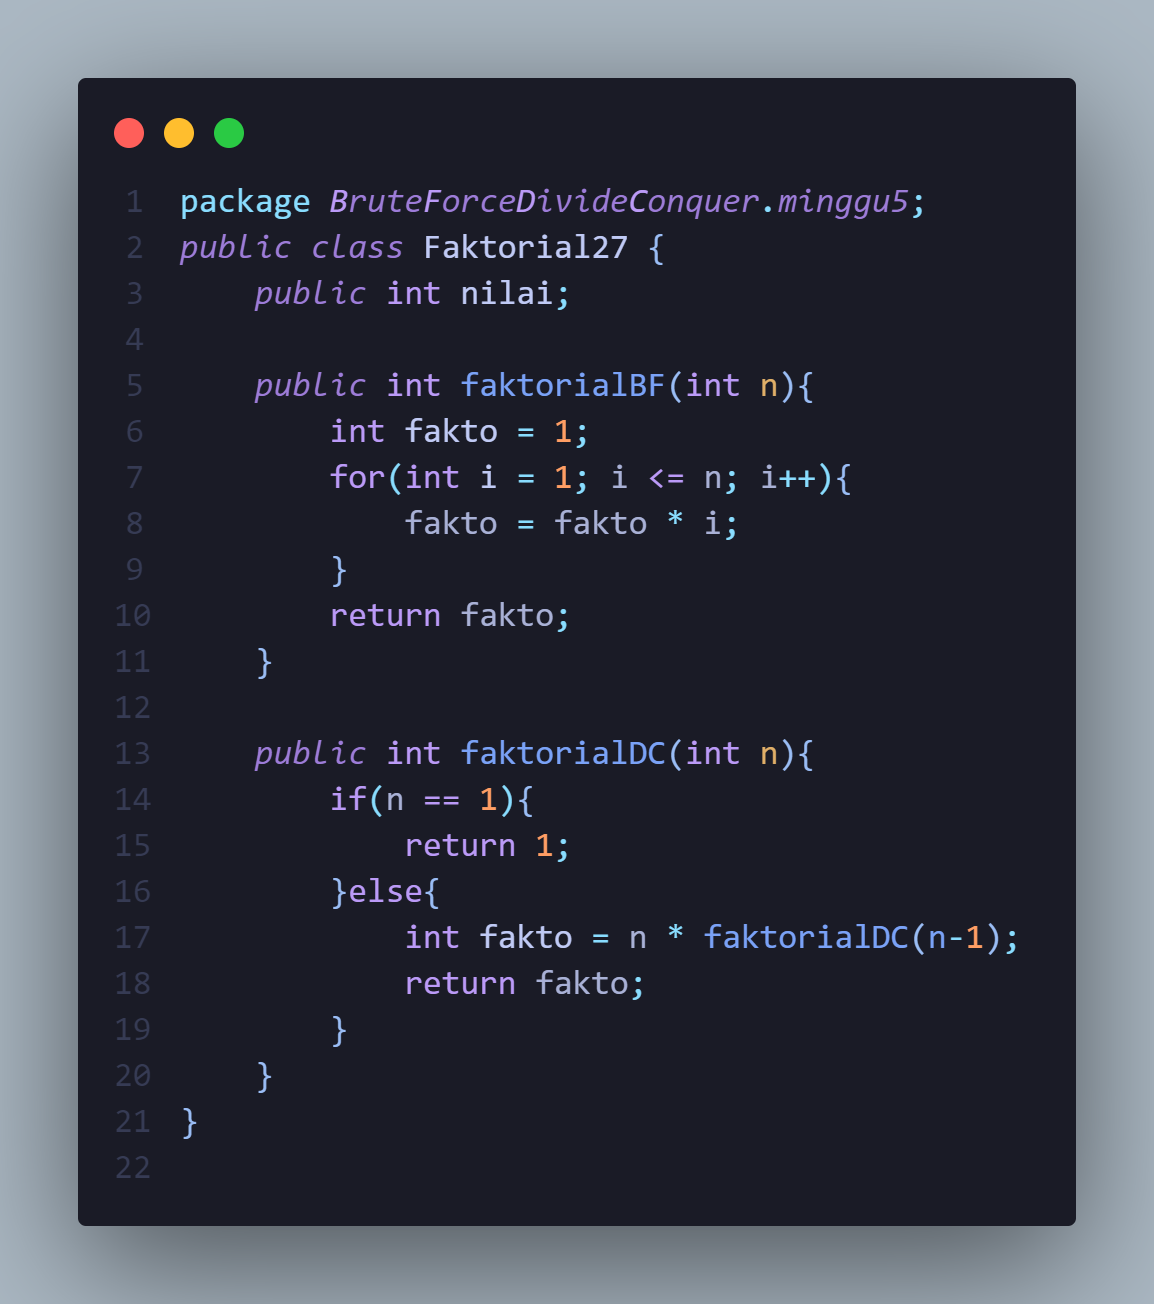 1 package BruteForceDivideConquer.minggu5;
2 public class Faktorial27 {
3     public int nilai;
4
5     public int faktorialBF(int n){
6         int fakto = 1;
7         for(int i = 1; i <= n; i++){
8             fakto = fakto * i;
9         }
10         return fakto;
11     }
12
13     public int faktorialDC(int n){
14         if(n == 1){
15             return 1;
16         }else{
17             int fakto = n * faktorialDC(n-1);
18             return fakto;
19         }
20     }
21 }
22